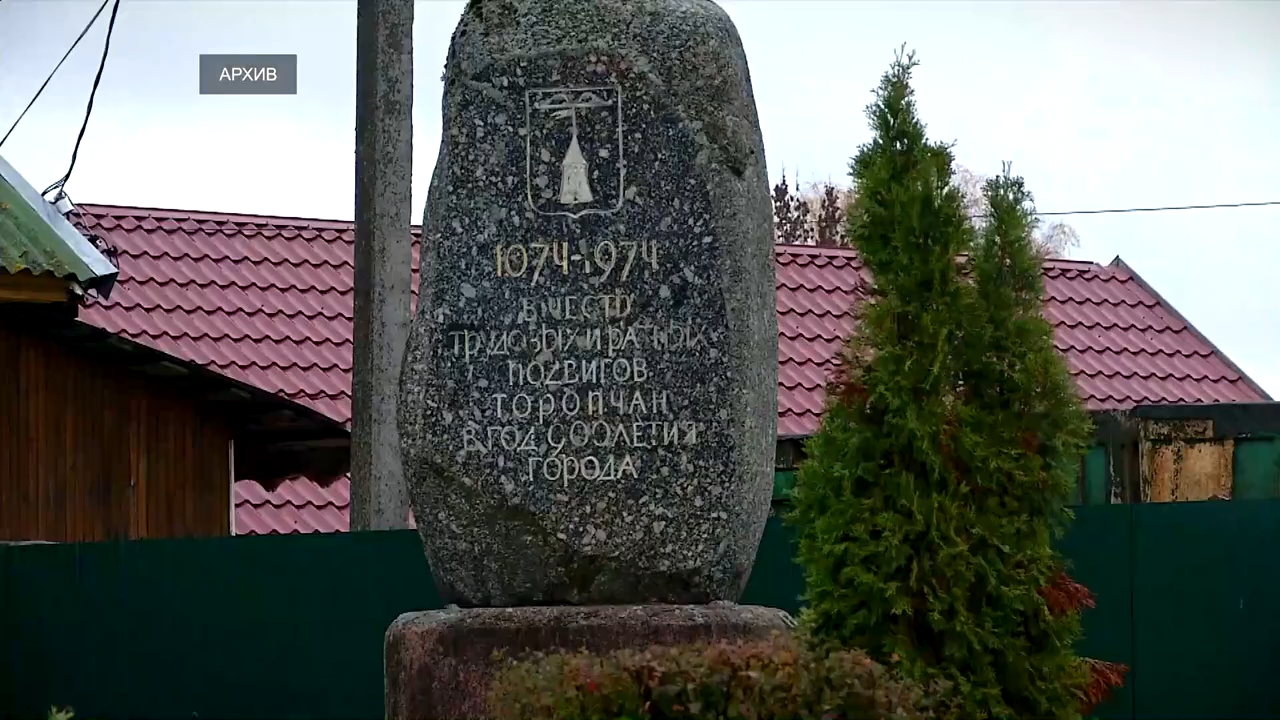 АРХИВ
1074-1974
В ЧЕСТЬ
ТРУДОВЫХ И РАТНЫХ
ПОДВИГОВ
ТОРОПЧАН
В ГОД 900ЛЕТИЯ
ГОРОДА